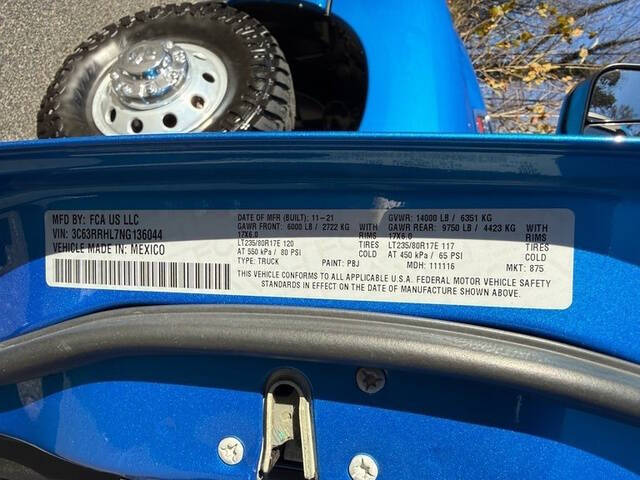 MFD BY: FCA US LLC
VIN: 3C63RRHL7NG136044
VEHICLE MADE IN: MEXICO
DATE OF MFR (BUILT): 11-21
GAWR FRONT: 6000 LB / 2722 KG WITH
17X6.0 RIMS
LT235/80R17E 120 TIRES
AT 550 kPa / 80 PSI COLD
TYPE: TRUCK PAINT: PBJ
GVWR: 14000 LB / 6351 KG
GAWR REAR: 9750 LB / 4423 KG WITH
17X6.0 RIMS
LT235/80R17E 117 TIRES
AT 450 kPa / 65 PSI COLD
MDH: 111116 MKT: 875
THIS VEHICLE CONFORMS TO ALL APPLICABLE U.S.A. FEDERAL MOTOR VEHICLE SAFETY
STANDARDS IN EFFECT ON THE DATE OF MANUFACTURE SHOWN ABOVE.